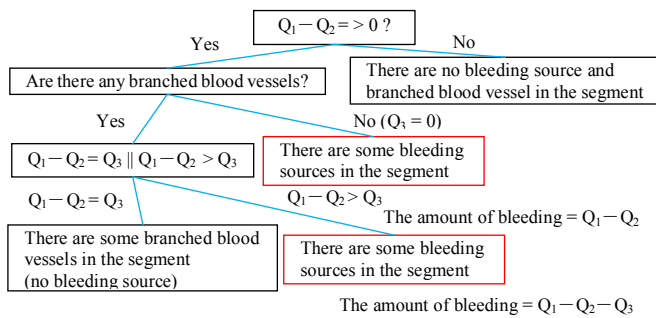 Q₁－Q₂ = > 0 ?
Yes
No
Are there any branched blood vessels?
There are no bleeding source and
branched blood vessel in the segment
Yes
No (Q₃ = 0)
Q₁－Q₂ = Q₃ || Q₁－Q₂ > Q₃
There are some bleeding
sources in the segment
Q₁－Q₂ = Q₃
Q₁－Q₂ > Q₃
The amount of bleeding = Q₁－Q₂
There are some branched blood
vessels in the segment
(no bleeding source)
There are some bleeding
sources in the segment
The amount of bleeding = Q₁－Q₂－Q₃